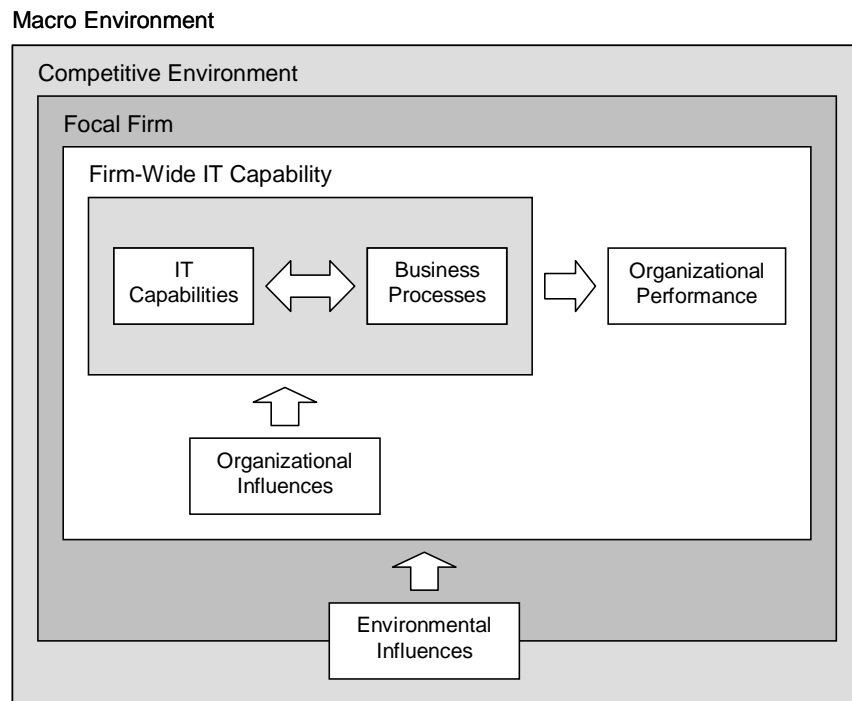 Macro Environment
Competitive Environment
Focal Firm
Firm-Wide IT Capability
IT
Capabilities
Business
Processes
Organizational
Performance
Organizational
Influences
Environmental
Influences